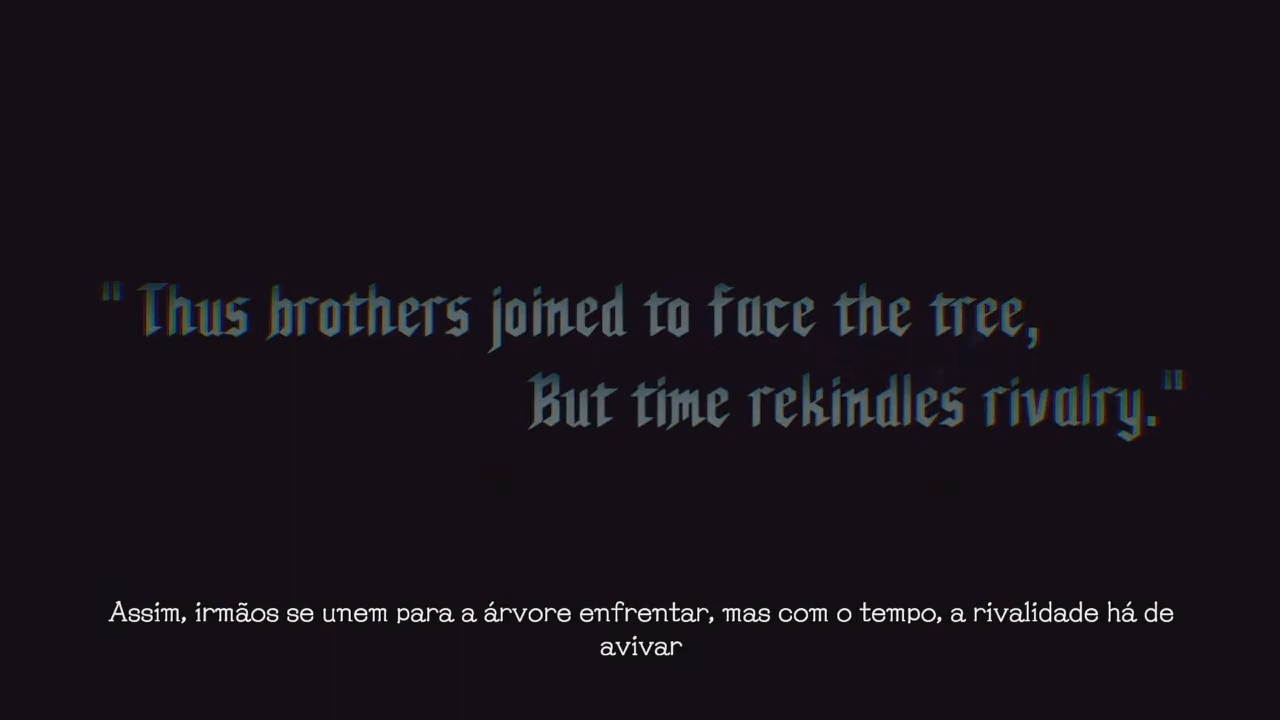 " Thus brothers joined to face the tree,
But time rekindles rivalry."
Assim, irmãos se unem para a árvore enfrentar, mas com o tempo, a rivalidade há de
avivar